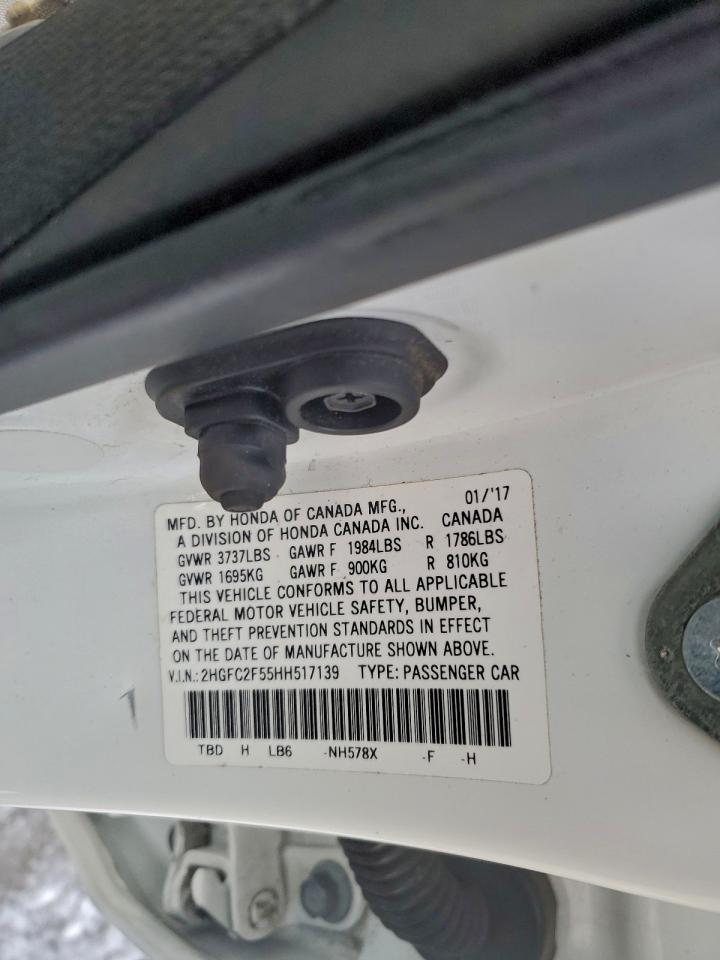 MFD. BY HONDA OF CANADA MFG., 01/'17
A DIVISION OF HONDA CANADA INC. CANADA
GVWR 3737LBS GAWR F 1984LBS R 1786LBS
GVWR 1695KG GAWR F 900KG R 810KG
THIS VEHICLE CONFORMS TO ALL APPLICABLE
FEDERAL MOTOR VEHICLE SAFETY, BUMPER,
AND THEFT PREVENTION STANDARDS IN EFFECT
ON THE DATE OF MANUFACTURE SHOWN ABOVE.
V.I.N.: 2HGFC2F55HH517139 TYPE: PASSENGER CAR
TBD H LB6 -NH578X -F -H